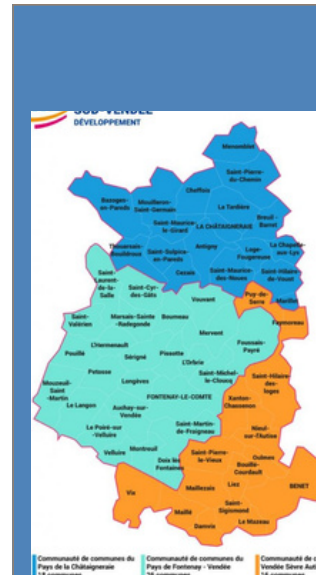 SUD-VENDÉE
DÉVELOPPEMENT
Menomblet
Saint-Pierre-
du-Chemin
Cheffois
Bazoges-
en-Pareds
Mouilleron-
Saint-Germain
La Tardière
Saint-Maurice-
le-Girard
Breuil-
Barret
LA CHÂTAIGNERAIE
La Chapelle-
aux-Lys
Thouarsais-
Bouildroux
Saint-Sulpice-
en-Pareds
Antigny
Loge-
Fougereuse
Cezais
Saint-Maurice-
des-Noues
Saint-Hilaire-
de-Voust
Marillet
Saint
Laurent-
de-la-
Salle
Saint-Cyr-
des-Gâts
Vouvant
Puy-de-
Serre
Faymoreau
Saint-
Valérien
Marsais-Sainte
-Radegonde
Bourneau
Mervent
Foussais-
Payré
L'Hermenault
Pouillé
Sérigné
Pissotte
L'Orbrie
Petosse
Saint-Michel-
le-Cloucq
Saint-Hilaire-
des-
loges
Mouzeuil-
Saint
-Martin
Longèves
FONTENAY-LE-COMTE
Xanton-
Chassenon
Le Langon
Auchay-sur-
Vendée
Nieul-
sur-l'Autise
Le Poiré-sur
-Velluire
Saint-Martin-
de-Fraigneau
Velluire
Montreuil
Saint-Pierre-
le-Vieux
Oulmes
Doix lès
Fontaines
Bouillé-
Courdault
Vix
Maillezais
Liez
BENET
Maillé
Saint-
Sigismond
Damvix
Le Mazeau
Communauté de communes du
Pays de la Châtaigneraie
18 communes
Communauté de communes du
Pays de Fontenay - Vendée
Communauté de c
Vendée Sèvre Aut